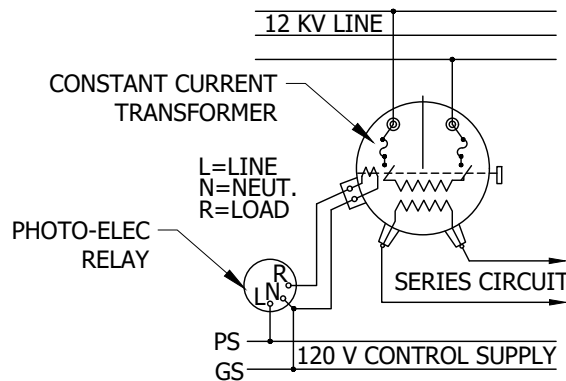 12 KV LINE
CONSTANT CURRENT
TRANSFORMER
L=LINE
N=NEUT.
R=LOAD
PHOTO-ELEC
RELAY
R
LN
SERIES CIRCUIT
PS
120 V CONTROL SUPPLY
GS